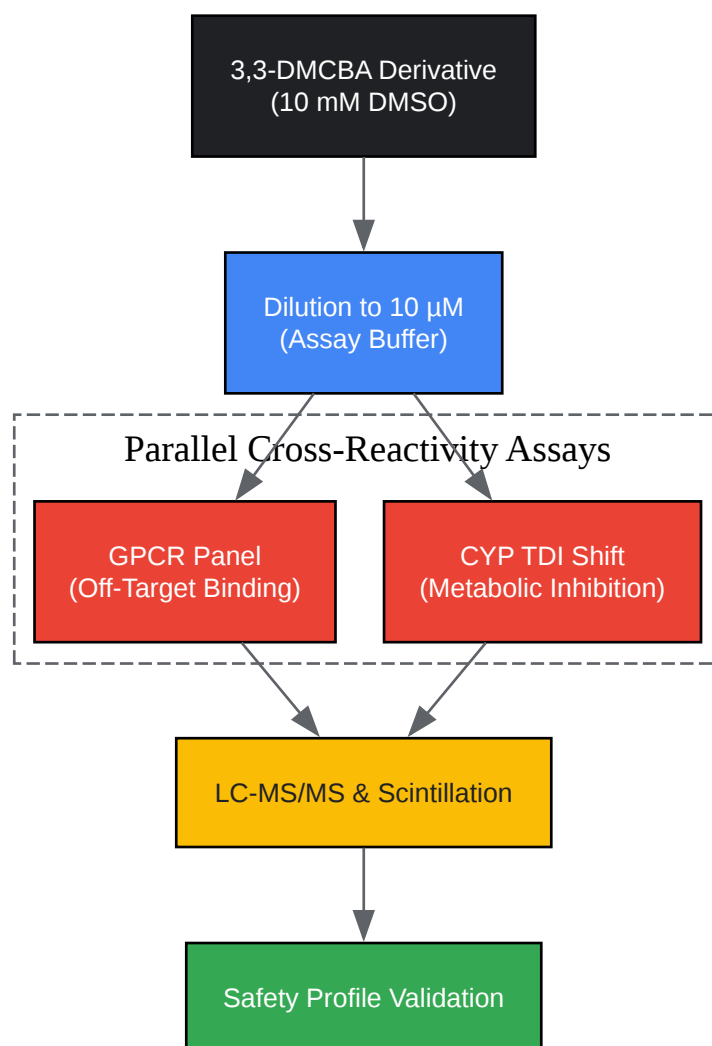 3,3-DMCBA Derivative
(10 mM DMSO)
Dilution to 10 µM
(Assay Buffer)
Parallel Cross-Reactivity Assays
GPCR Panel
(Off-Target Binding)
CYP TDI Shift
(Metabolic Inhibition)
LC-MS/MS & Scintillation
Safety Profile Validation